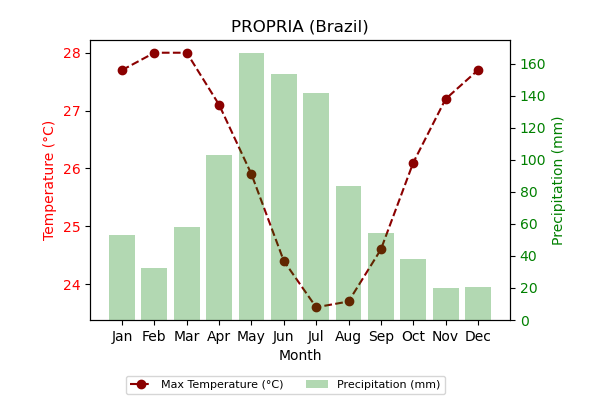 PROPRIA (Brazil)
28
27
26
25
24
Temperature (°C)
160
140
120
100
80
60
40
20
0
Precipitation (mm)
Jan Feb Mar Apr May Jun Jul Aug Sep Oct Nov Dec
Month
Max Temperature (°C) Precipitation (mm)